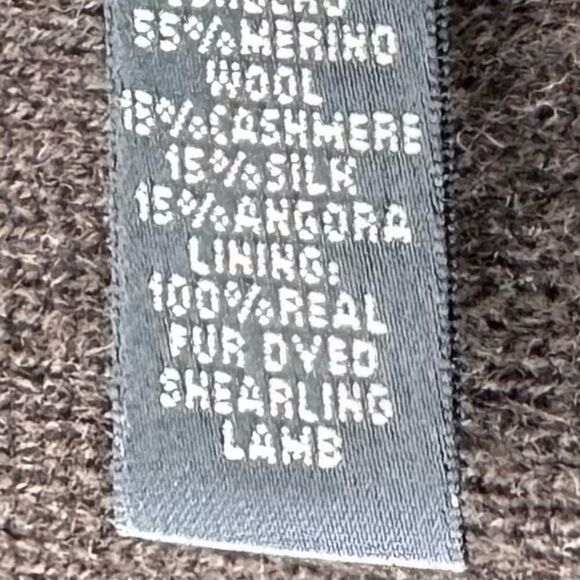 55%MERINO
WOOL
15%CASHMERE
15%SILK
15%ANGORA
LINING:
100%REAL
FUR DYED
SHEARLING
LAMB